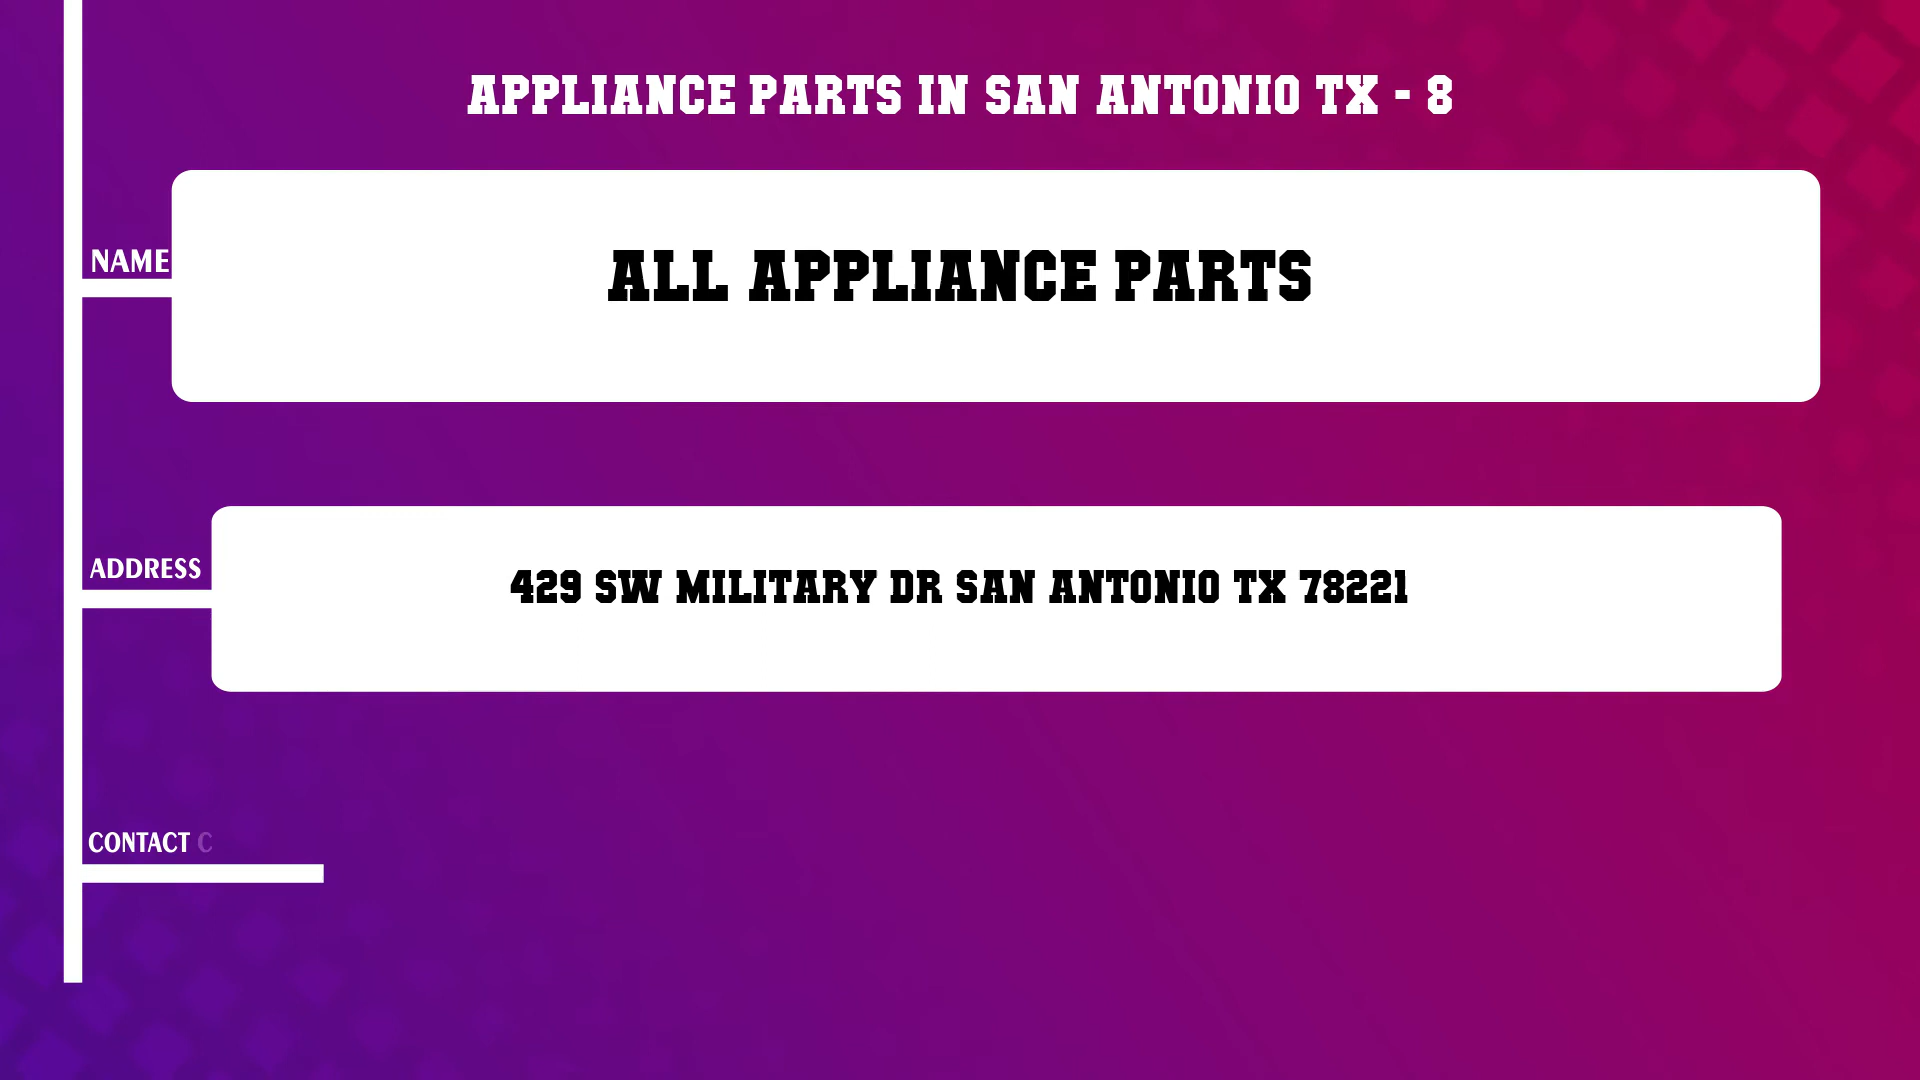 APPLIANCE PARTS IN SAN ANTONIO TX - 8
NAME
ALL APPLIANCE PARTS
ADDRESS
429 SW MILITARY DR SAN ANTONIO TX 78221
CONTACT C